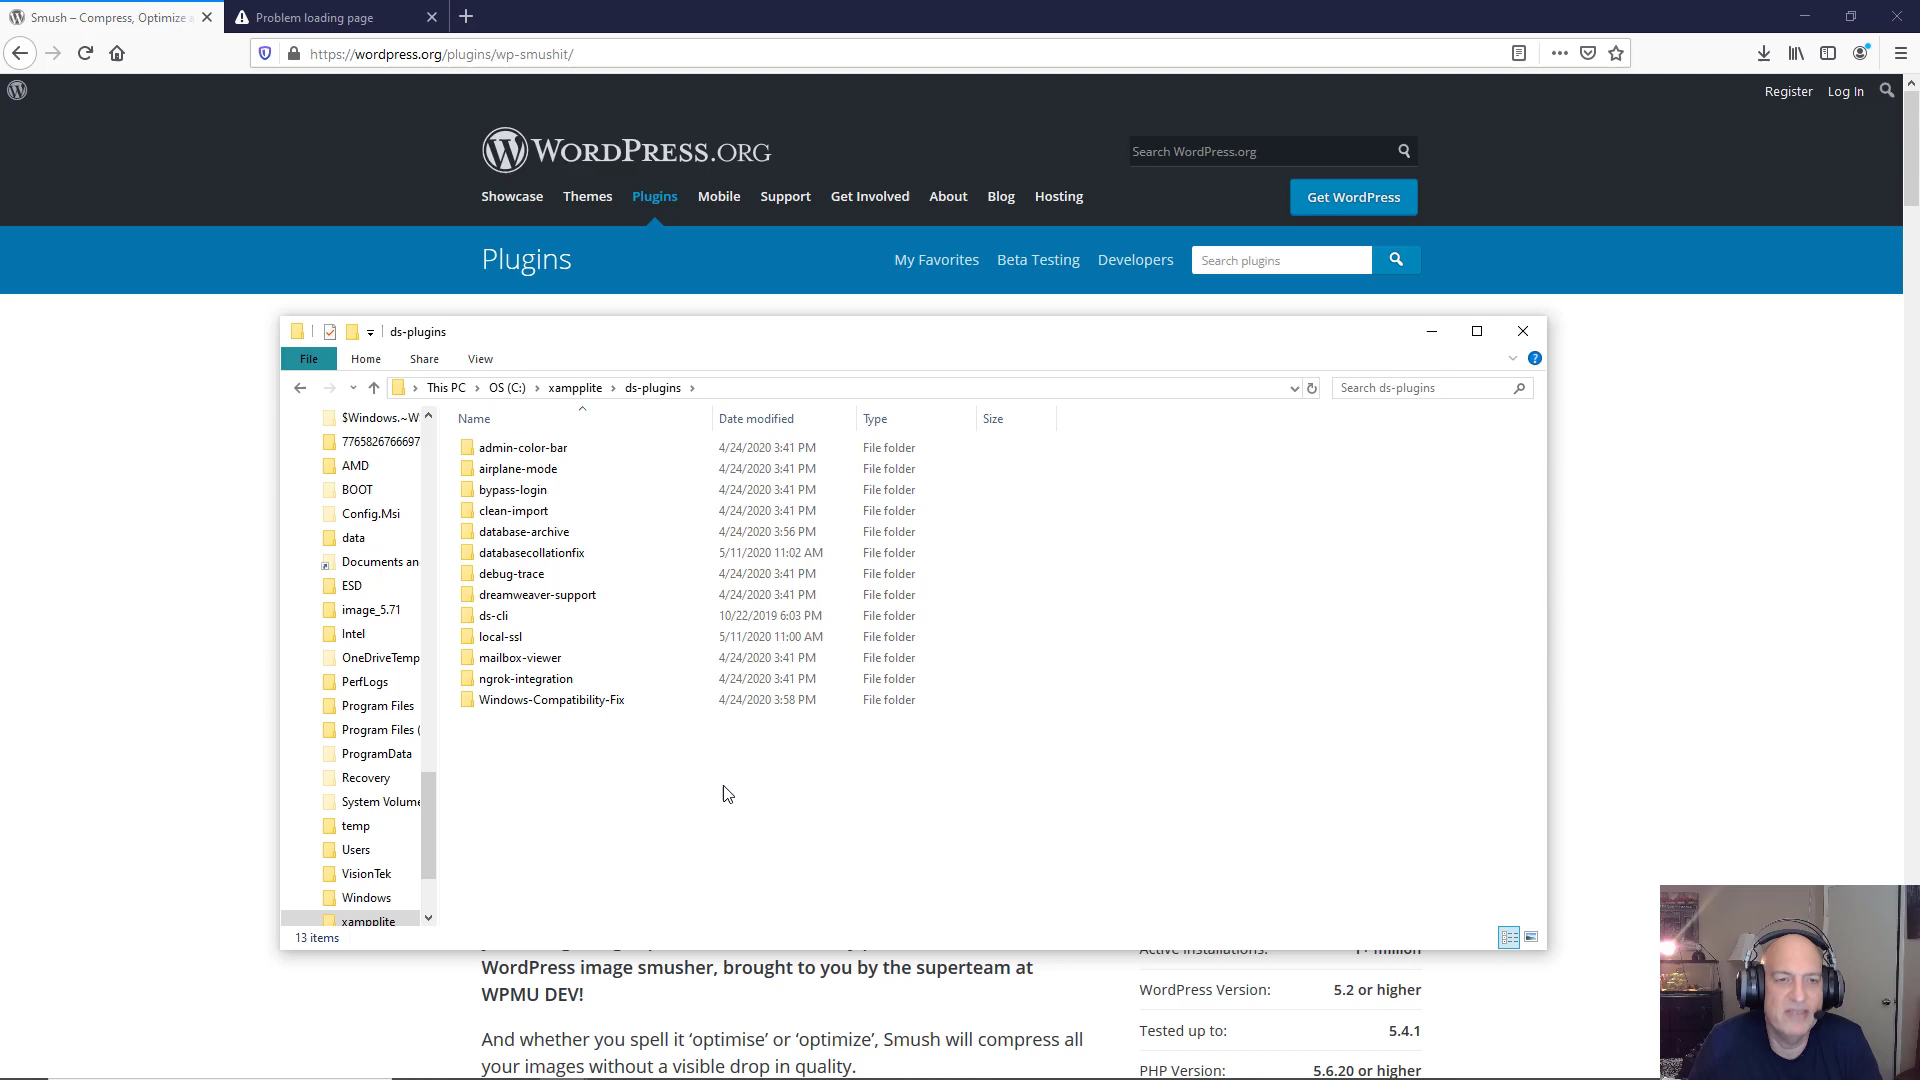 Smush – Compress, Optimize a
Problem loading page
https://wordpress.org/plugins/wp-smushit/
Register Log In
WORDPRESS.ORG
Search WordPress.org
Showcase Themes Plugins Mobile Support Get Involved About Blog Hosting
Get WordPress
Plugins
My Favorites Beta Testing Developers
Search plugins
ds-plugins
File Home Share View
This PC > OS (C:) > xampplite > ds-plugins >
Search ds-plugins
$Windows.~W
7765826766697
AMD
BOOT
Config.Msi
data
Documents an
ESD
image_5.71
Intel
OneDriveTemp
PerfLogs
Program Files
Program Files (
ProgramData
Recovery
System Volume
temp
Users
VisionTek
Windows
xampplite
Name Date modified Type Size
admin-color-bar 4/24/2020 3:41 PM File folder
airplane-mode 4/24/2020 3:41 PM File folder
bypass-login 4/24/2020 3:41 PM File folder
clean-import 4/24/2020 3:41 PM File folder
database-archive 4/24/2020 3:56 PM File folder
databasecollationfix 5/11/2020 11:02 AM File folder
debug-trace 4/24/2020 3:41 PM File folder
dreamweaver-support 4/24/2020 3:41 PM File folder
ds-cli 10/22/2019 6:03 PM File folder
local-ssl 5/11/2020 11:00 AM File folder
mailbox-viewer 4/24/2020 3:41 PM File folder
ngrok-integration 4/24/2020 3:41 PM File folder
Windows-Compatibility-Fix 4/24/2020 3:58 PM File folder
13 items
WordPress image smusher, brought to you by the superteam at
WPMU DEV!
And whether you spell it ‘optimise’ or ‘optimize’, Smush will compress all
your images without a visible drop in quality.
Active installations: 1+ million
WordPress Version: 5.2 or higher
Tested up to: 5.4.1
PHP Version: 5.6.20 or higher